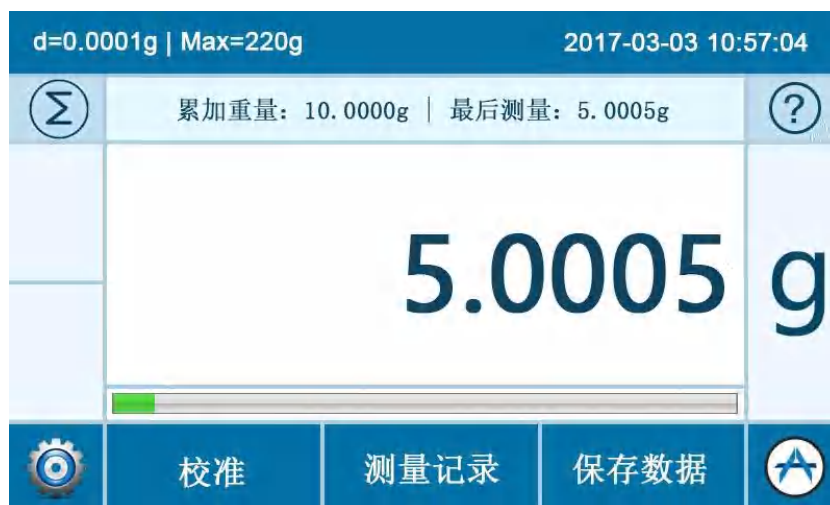 d=0.0001g | Max=220g 2017-03-03 10:57:04
Σ 累加重量: 10.0000g | 最后测量: 5.0005g ?
5.0005 g
校准 测量记录 保存数据